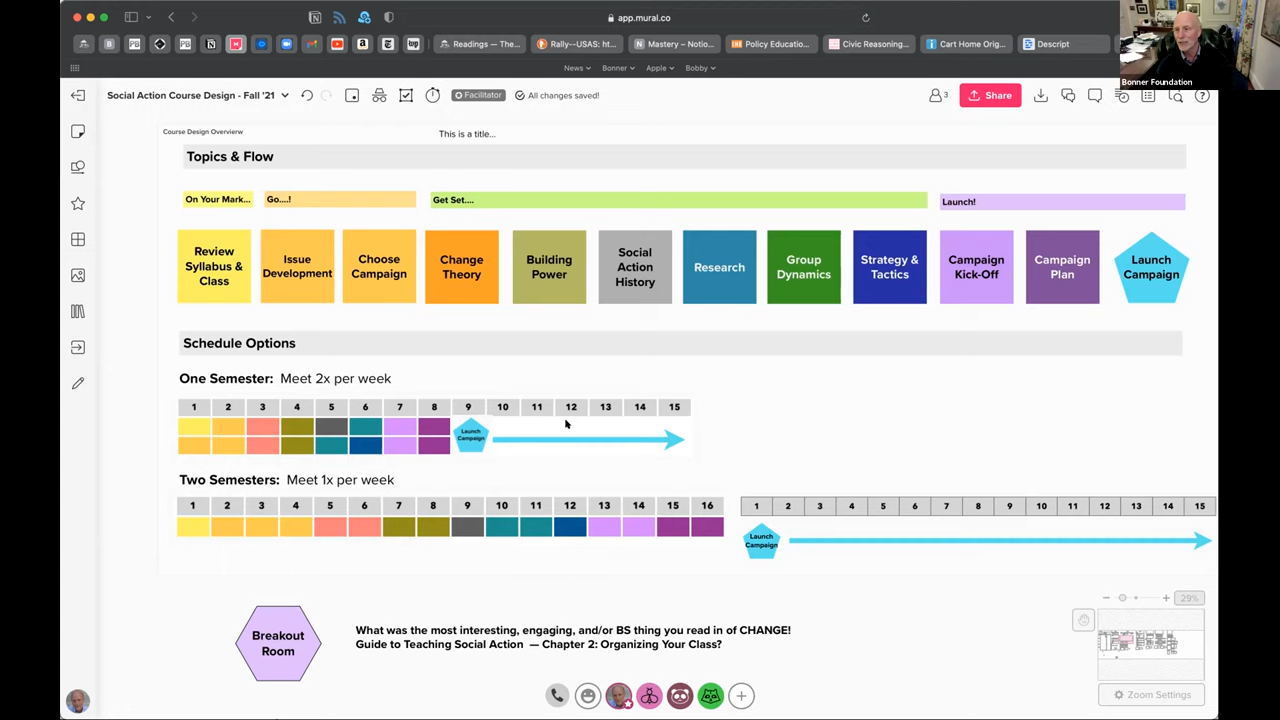 app.mural.co
Readings — The...
Rally--USAS: ht...
Mastery – Notio...
Policy Educatio...
Civic Reasoning...
Cart Home Orig...
Descript
News
Bonner
Apple
Bobby
Bonner Foundation
Social Action Course Design - Fall '21
Facilitator
All changes saved!
3
Share
Course Design Overview
This is a title...
Topics & Flow
On Your Mark...
Go....!
Get Set....
Launch!
Review Syllabus & Class
Issue Development
Choose Campaign
Change Theory
Building Power
Social Action History
Research
Group Dynamics
Strategy & Tactics
Campaign Kick-Off
Campaign Plan
Launch Campaign
Schedule Options
One Semester: Meet 2x per week
1 2 3 4 5 6 7 8 9 10 11 12 13 14 15
Launch Campaign
Two Semesters: Meet 1x per week
1 2 3 4 5 6 7 8 9 10 11 12 13 14 15 16
1 2 3 4 5 6 7 8 9 10 11 12 13 14 15
Launch Campaign
Breakout Room
What was the most interesting, engaging, and/or BS thing you read in of CHANGE!
Guide to Teaching Social Action — Chapter 2: Organizing Your Class?
29%
Zoom Settings